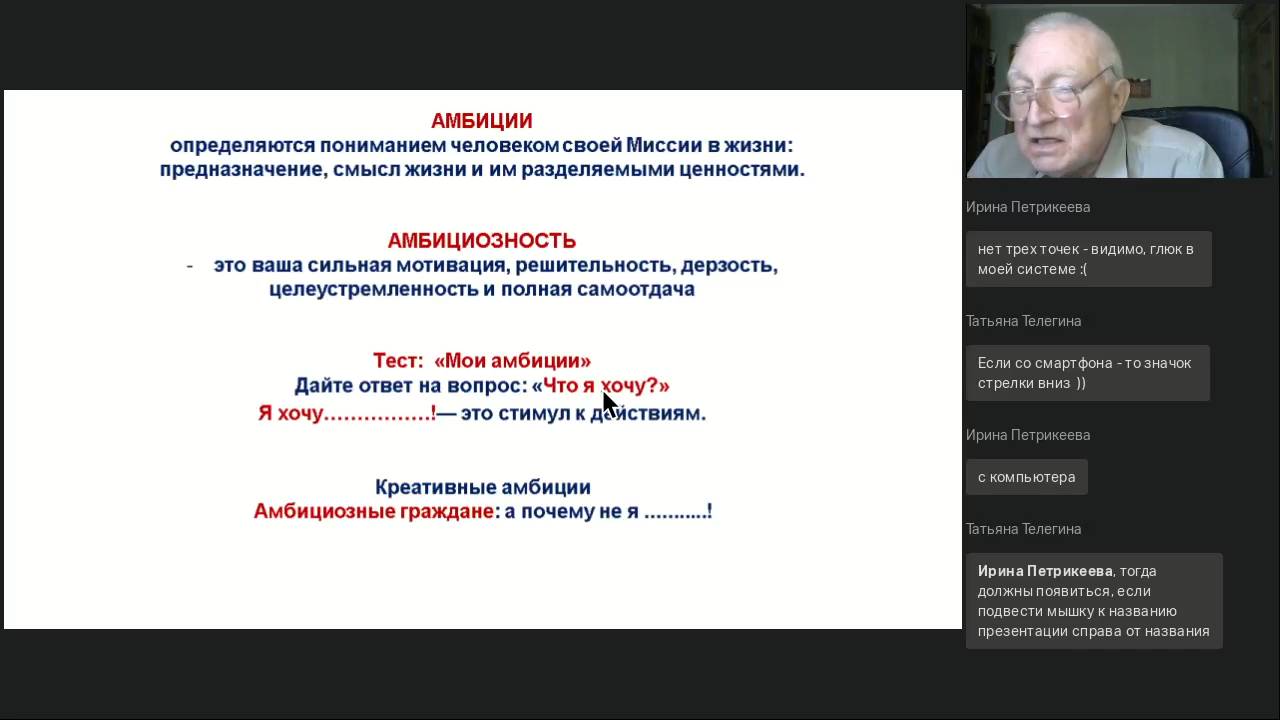 АМБИЦИИ
определяются пониманием человеком своей Миссии в жизни:
предназначение, смысл жизни и им разделяемыми ценностями.
АМБИЦИОЗНОСТЬ
- это ваша сильная мотивация, решительность, дерзость,
целеустремленность и полная самоотдача
Тест: «Мои амбиции»
Дайте ответ на вопрос: «Что я хочу?»
Я хочу................!— это стимул к действиям.
Креативные амбиции
Амбициозные граждане: а почему не я ...........!
Ирина Петрикеева
нет трех точек - видимо, глюк в
моей системе :(
Татьяна Телегина
Если со смартфона - то значок
стрелки вниз ))
Ирина Петрикеева
с компьютера
Татьяна Телегина
Ирина Петрикеева, тогда
должны появиться, если
подвести мышку к названию
презентации справа от названия